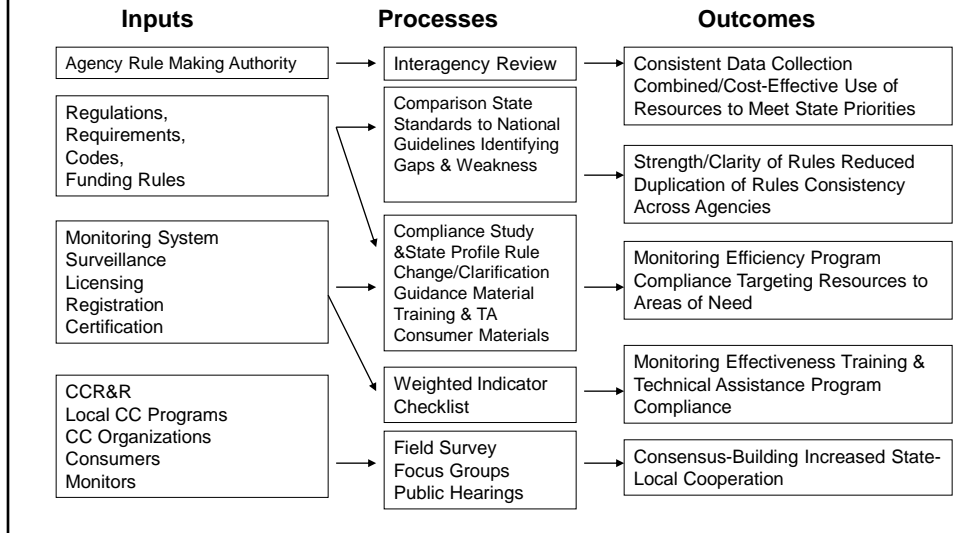 Inputs
Processes
Outcomes
Agency Rule Making Authority
Regulations,
Requirements,
Codes,
Funding Rules
Monitoring System
Surveillance
Licensing
Registration
Certification
CCR&R
Local CC Programs
CC Organizations
Consumers
Monitors
Interagency Review
Comparison State
Standards to National
Guidelines Identifying
Gaps & Weakness
Compliance Study
&State Profile Rule
Change/Clarification
Guidance Material
Training & TA
Consumer Materials
Weighted Indicator
Checklist
Field Survey
Focus Groups
Public Hearings
Consistent Data Collection
Combined/Cost-Effective Use of
Resources to Meet State Priorities
Strength/Clarity of Rules Reduced
Duplication of Rules Consistency
Across Agencies
Monitoring Efficiency Program
Compliance Targeting Resources to
Areas of Need
Monitoring Effectiveness Training &
Technical Assistance Program
Compliance
Consensus-Building Increased State-
Local Cooperation